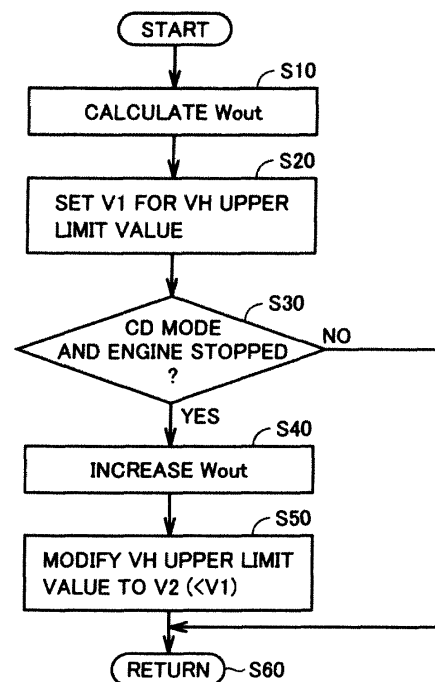 START
S10
CALCULATE Wout
S20
SET V1 FOR VH UPPER
LIMIT VALUE
S30
CD MODE
AND ENGINE STOPPED
?
NO
YES
S40
INCREASE Wout
S50
MODIFY VH UPPER LIMIT
VALUE TO V2 (<V1)
RETURN
S60